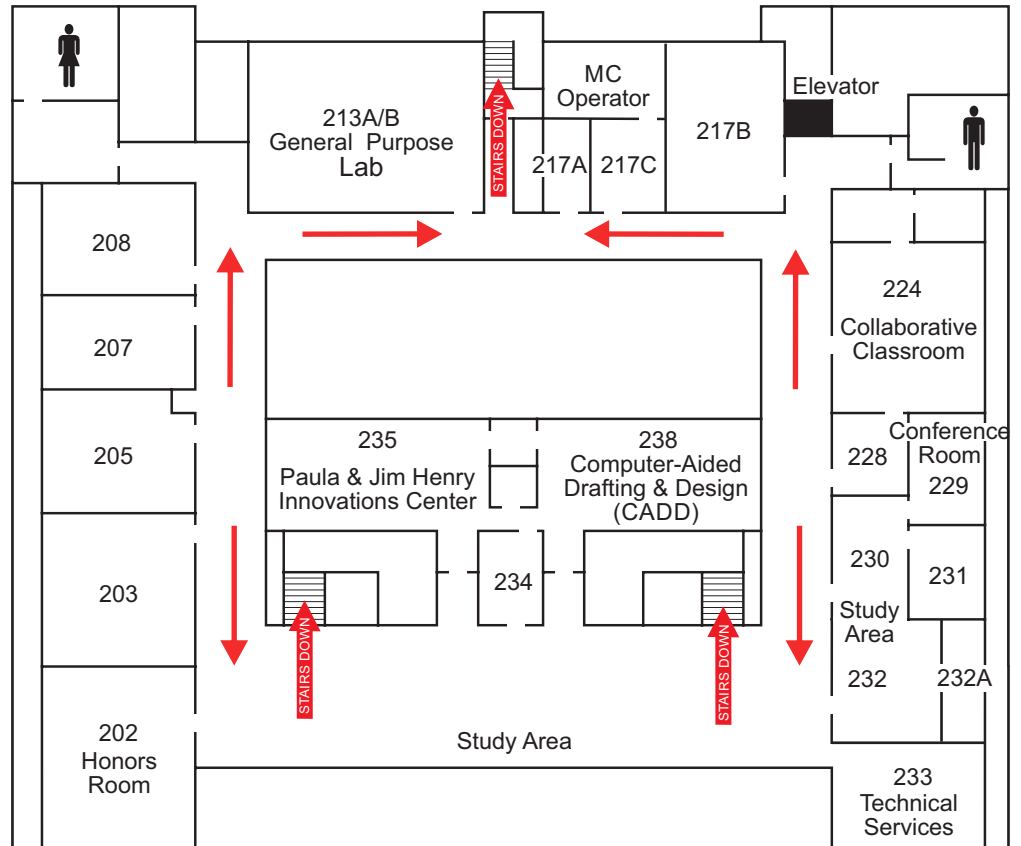 MC
Operator
Elevator
213A/B
General Purpose
Lab
STAIRS DOWN
217B
217A
217C
208
224
Collaborative
Classroom
207
235
Paula & Jim Henry
Innovations Center
238
Computer-Aided
Drafting & Design
(CADD)
205
228
Conference
Room
229
203
234
230
231
Study
Area
232
232A
STAIRS DOWN
STAIRS DOWN
202
Honors
Room
Study Area
233
Technical
Services